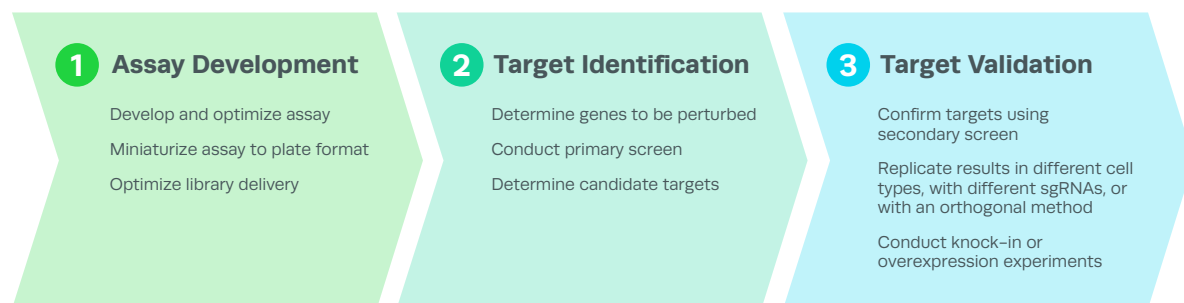 1 Assay Development
Develop and optimize assay
Miniaturize assay to plate format
Optimize library delivery
2 Target Identification
Determine genes to be perturbed
Conduct primary screen
Determine candidate targets
3 Target Validation
Confirm targets using
secondary screen
Replicate results in different cell
types, with different sgRNAs, or
with an orthogonal method
Conduct knock-in or
overexpression experiments